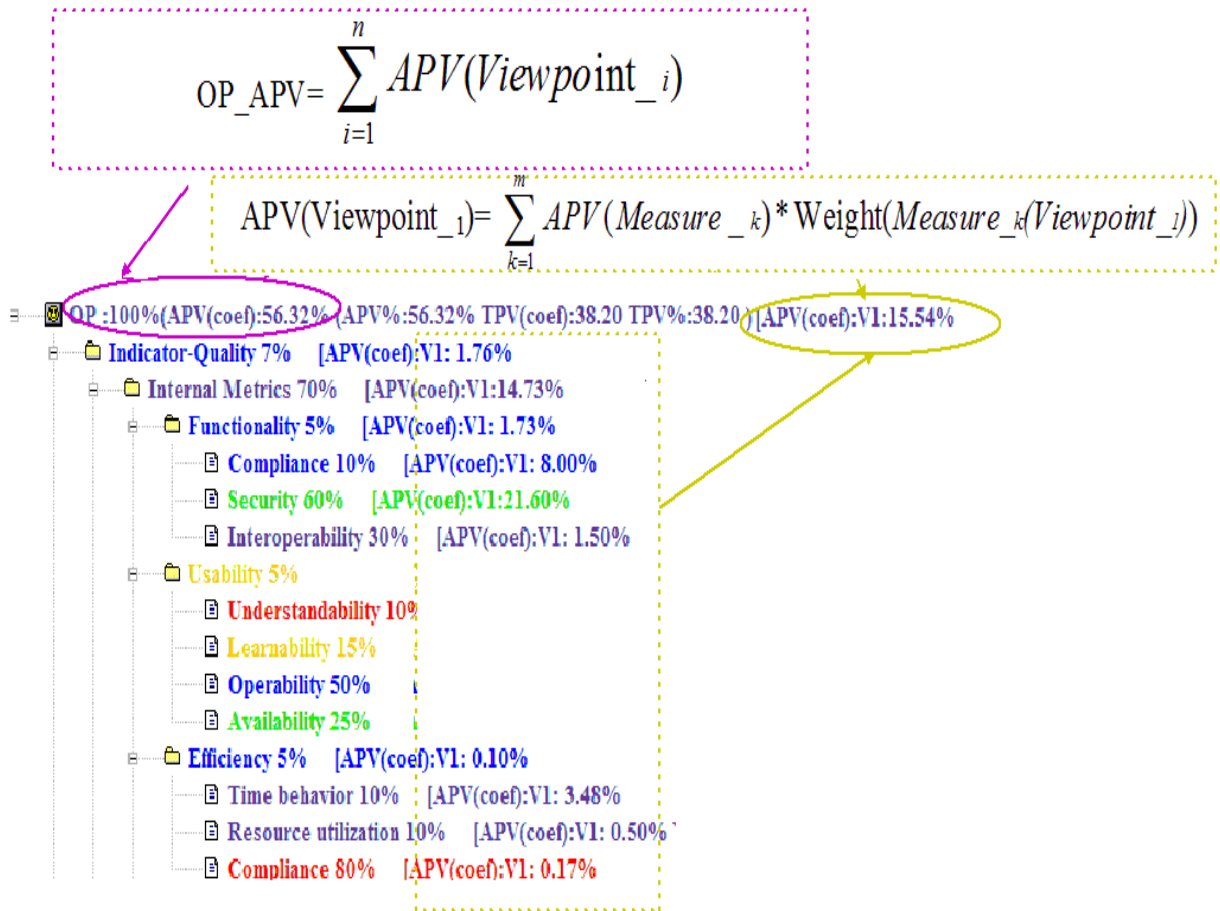 OP_APV= n ∑ i=1 APV(Viewpoint_ i)
APV(Viewpoint_1)= m ∑ k=1 APV(Measure _ k)*Weight(Measure_k(Viewpoint_1))
OP :100%(APV(coef):56.32% (APV%:56.32% TPV(coef):38.20 TPV%:38.20 ) [APV(coef):V1:15.54%
Indicator-Quality 7% [APV(coef):V1: 1.76%
Internal Metrics 70% [APV(coef):V1:14.73%
Functionality 5% [APV(coef):V1: 1.73%
Compliance 10% [APV(coef):V1: 8.00%
Security 60% [APV(coef):V1:21.60%
Interoperability 30% [APV(coef):V1: 1.50%
Usability 5%
Understandability 10%
Learnability 15%
Operability 50%
Availability 25%
Efficiency 5% [APV(coef):V1: 0.10%
Time behavior 10% [APV(coef):V1: 3.48%
Resource utilization 10% [APV(coef):V1: 0.50%
Compliance 80% [APV(coef):V1: 0.17%